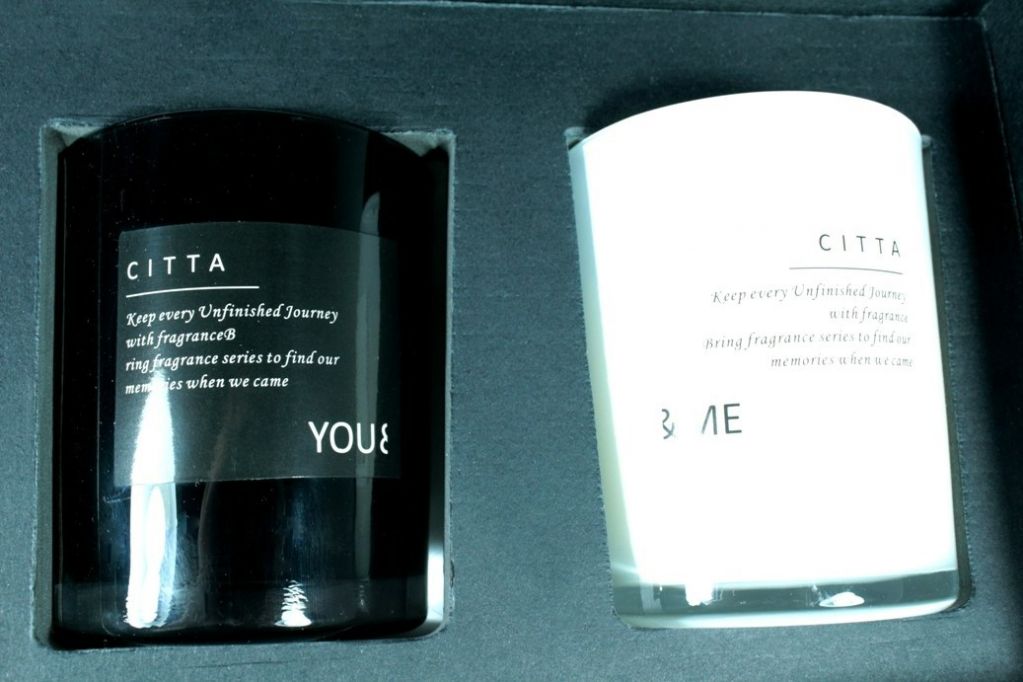 CITTA
Keep every Unfinished Journey
with fragranceB
ring fragrance series to find our
memories when we came
YOU&
CITTA
Keep every Unfinished Journey
with fragrance
Bring fragrance series to find our
memories when we came
& ME